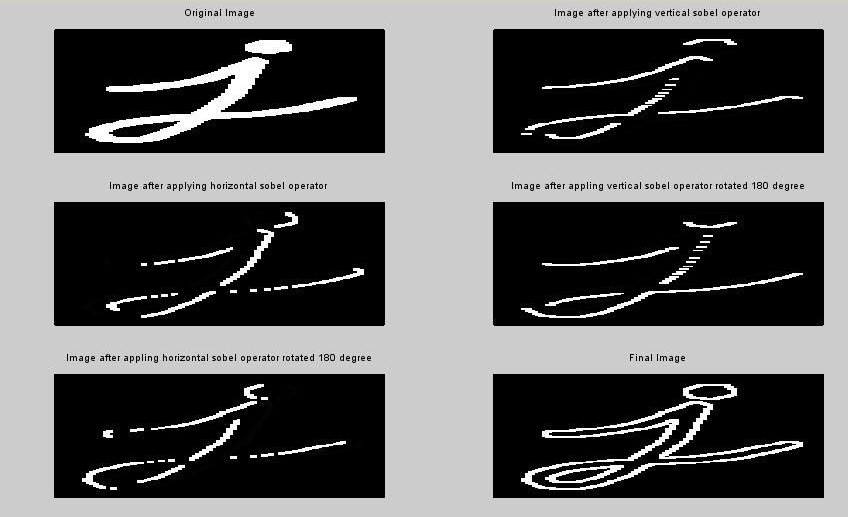 Original Image
Image after applying vertical sobel operator
Image after applying horizontal sobel operator
Image after appling vertical sobel operator rotated 180 degree
Image after appling horizontal sobel operator rotated 180 degree
Final Image